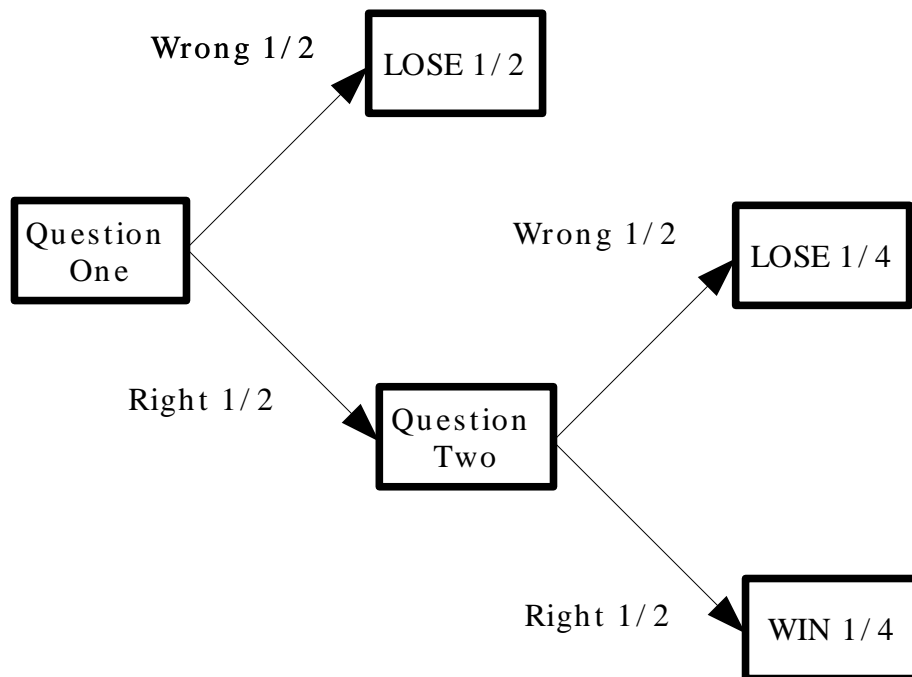 Wrong 1/2
LOSE 1/2
Question
One
Wrong 1/2
LOSE 1/4
Right 1/2
Question
Two
Right 1/2
WIN 1/4